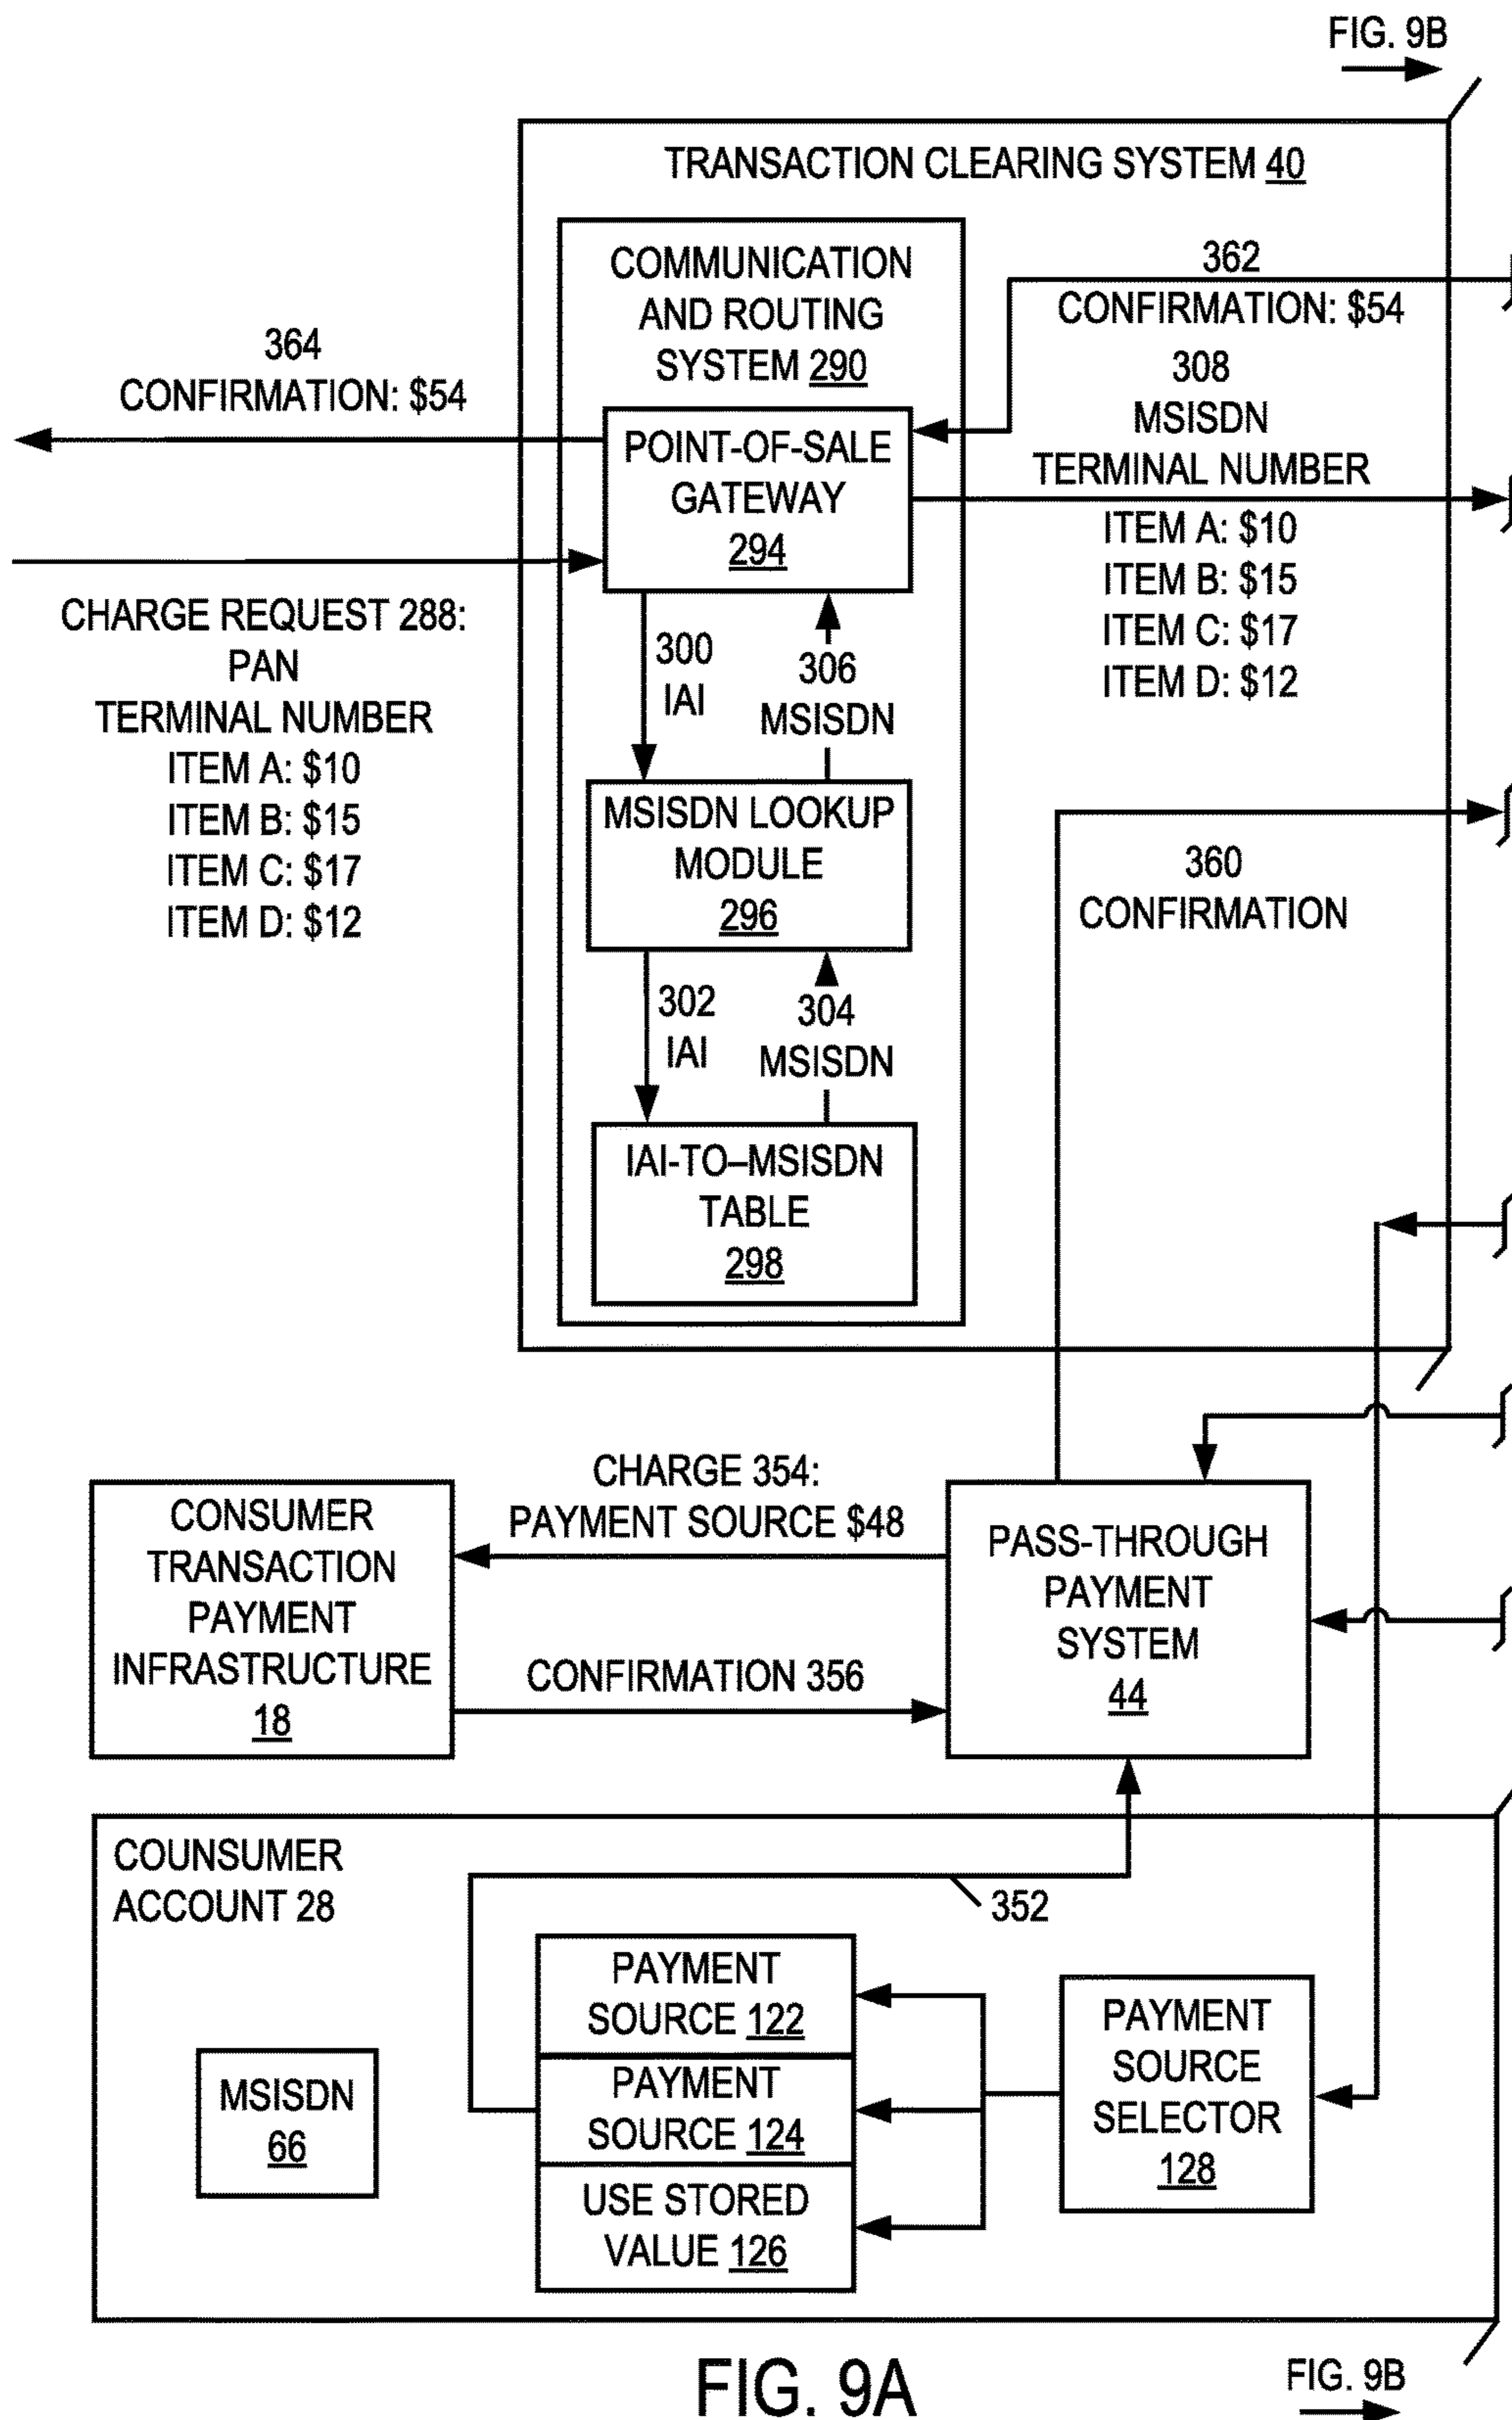 FIG. 9B
TRANSACTION CLEARING SYSTEM 40
COMMUNICATION
AND ROUTING
SYSTEM 290
362
CONFIRMATION: $54
364
CONFIRMATION: $54
308
MSISDN
TERMINAL NUMBER
ITEM A: $10
ITEM B: $15
ITEM C: $17
ITEM D: $12
POINT-OF-SALE
GATEWAY
294
CHARGE REQUEST 288:
PAN
TERMINAL NUMBER
ITEM A: $10
ITEM B: $15
ITEM C: $17
ITEM D: $12
300
IAI
306
MSISDN
MSISDN LOOKUP
MODULE
296
360
CONFIRMATION
302
IAI
304
MSISDN
IAI-TO–MSISDN
TABLE
298
CONSUMER
TRANSACTION
PAYMENT
INFRASTRUCTURE
18
CHARGE 354:
PAYMENT SOURCE $48
CONFIRMATION 356
PASS-THROUGH
PAYMENT
SYSTEM
44
COUNSUMER
ACCOUNT 28
352
PAYMENT
SOURCE 122
PAYMENT
SOURCE 124
USE STORED
VALUE 126
PAYMENT
SOURCE
SELECTOR
128
MSISDN
66
FIG. 9A
FIG. 9B